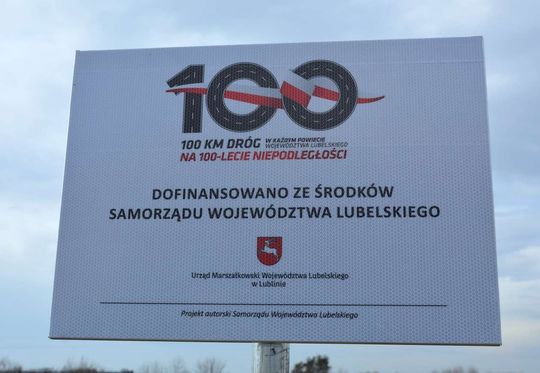 100
100 KM DRÓG W KAŻDYM POWIECIE
WOJEWÓDZTWA LUBELSKIEGO
NA 100-LECIE NIEPODLEGŁOŚCI
DOFINANSOWANO ZE ŚRODKÓW
SAMORZĄDU WOJEWÓDZTWA LUBELSKIEGO
Urząd Marszałkowski Województwa Lubelskiego
w Lublinie
Projekt autorski Samorządu Województwa Lubelskiego